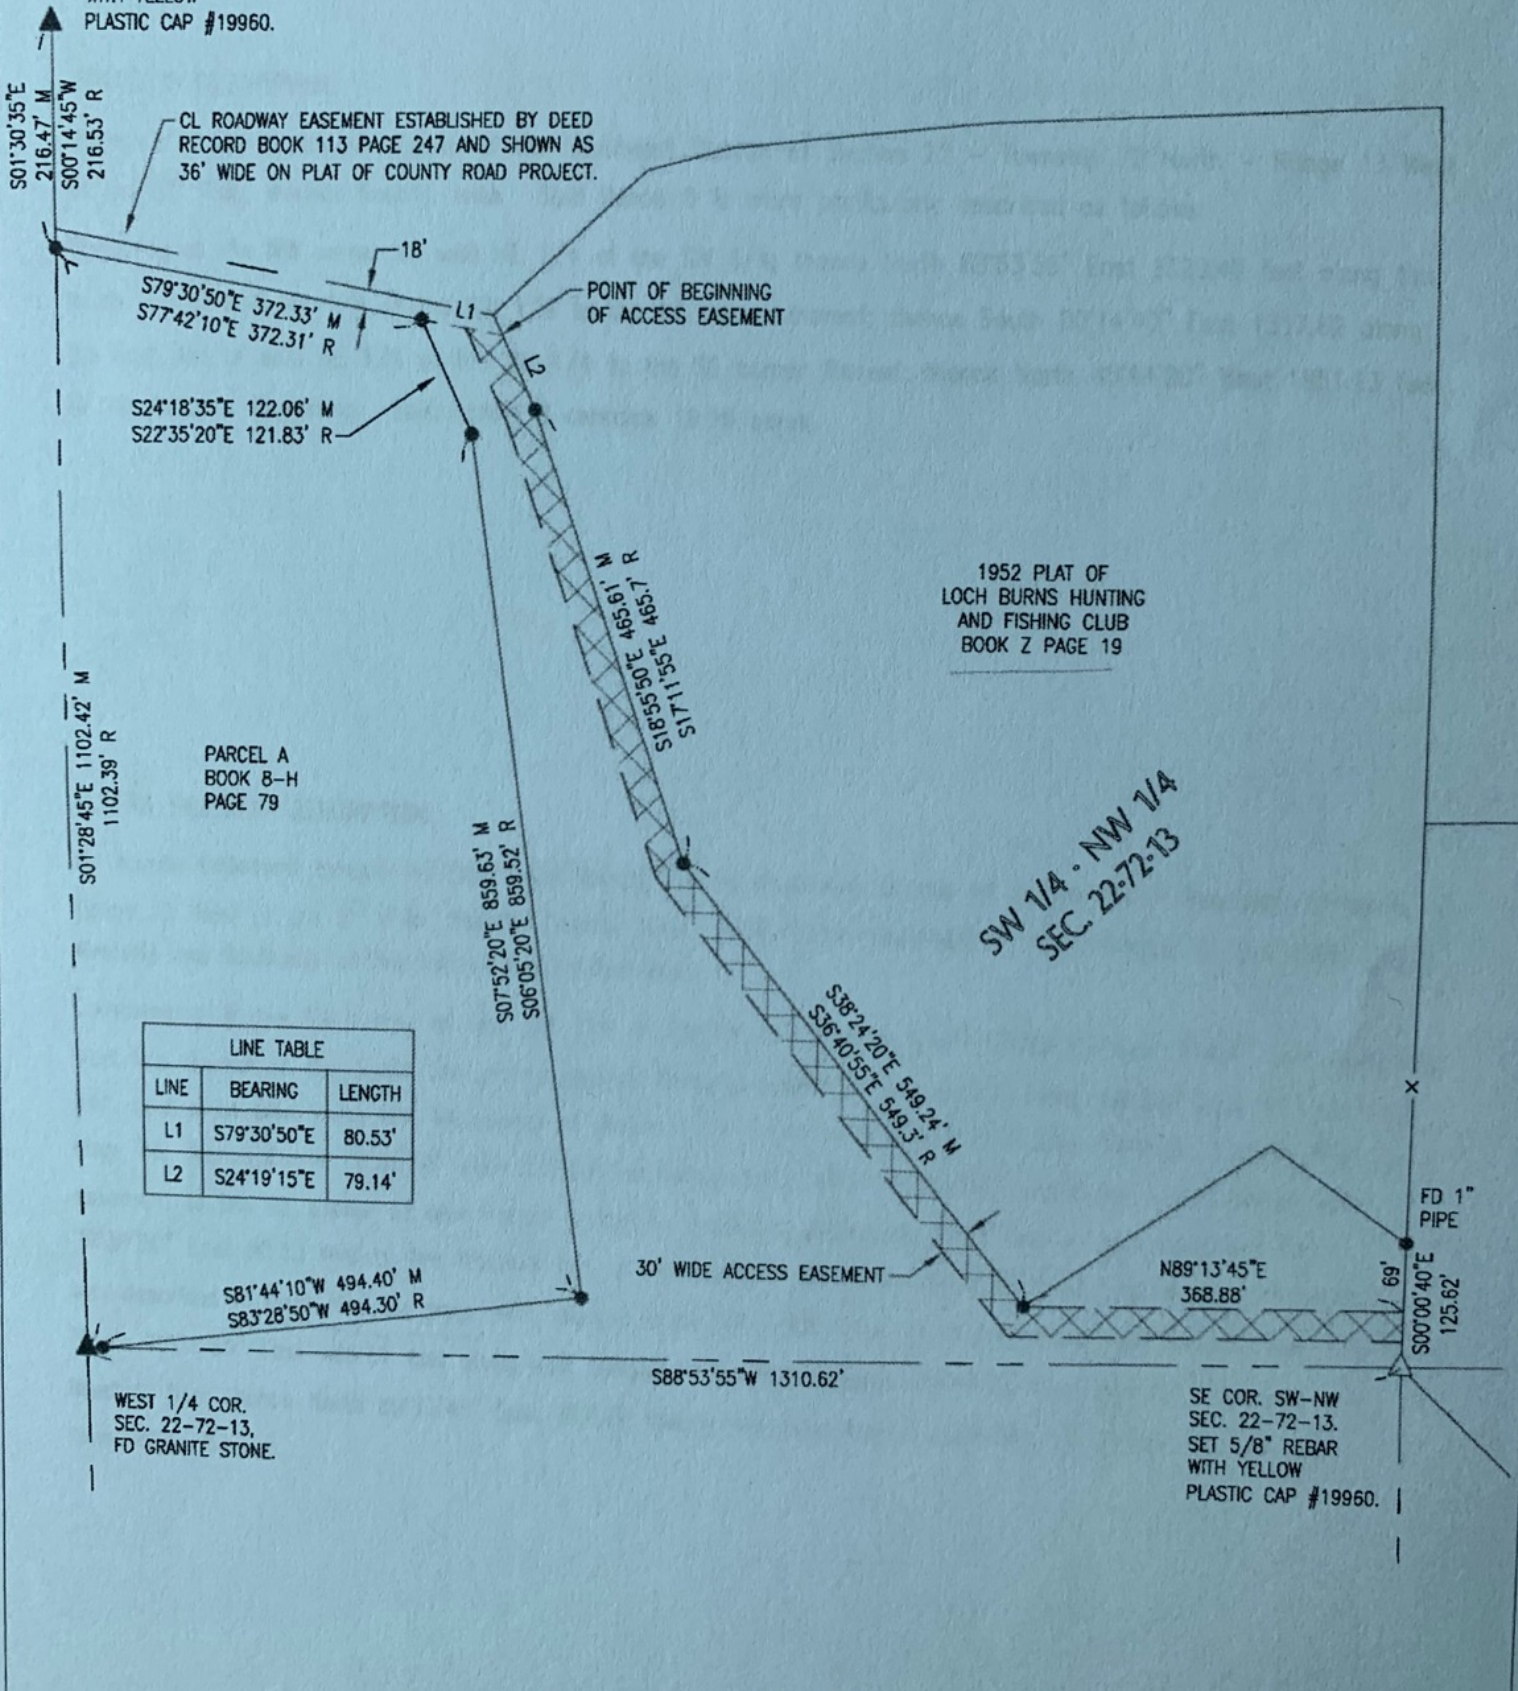 PLASTIC CAP #19960.
S01°30'35"E
216.47' M
S00°14'45"W
216.53' R
CL ROADWAY EASEMENT ESTABLISHED BY DEED
RECORD BOOK 113 PAGE 247 AND SHOWN AS
36' WIDE ON PLAT OF COUNTY ROAD PROJECT.
18'
S79°30'50"E 372.33' M
S77°42'10"E 372.31' R
L1
POINT OF BEGINNING
OF ACCESS EASEMENT
L2
S24°18'35"E 122.06' M
S22°35'20"E 121.83' R
S18°55'50"E 465.61' M
S17°11'55"E 465.7' R
1952 PLAT OF
LOCH BURNS HUNTING
AND FISHING CLUB
BOOK Z PAGE 19
S01°28'45"E 1102.42' M
1102.39' R
PARCEL A
BOOK 8-H
PAGE 79
S07°52'20"E 859.63' M
S06°05'20"E 859.52' R
SW 1/4 - NW 1/4
SEC. 22-72-13
LINE TABLE
LINE BEARING LENGTH
L1 S79°30'50"E 80.53'
L2 S24°19'15"E 79.14'
S38°24'20"E 549.24' M
S36°40'55"E 549.3' R
X
FD 1"
PIPE
30' WIDE ACCESS EASEMENT
N89°13'45"E
368.88'
69'
S00°00'40"E
125.62'
S81°44'10"W 494.40' M
S83°28'50"W 494.30' R
S88°53'55"W 1310.62'
WEST 1/4 COR.
SEC. 22-72-13,
FD GRANITE STONE.
SE COR. SW-NW
SEC. 22-72-13.
SET 5/8" REBAR
WITH YELLOW
PLASTIC CAP #19960.